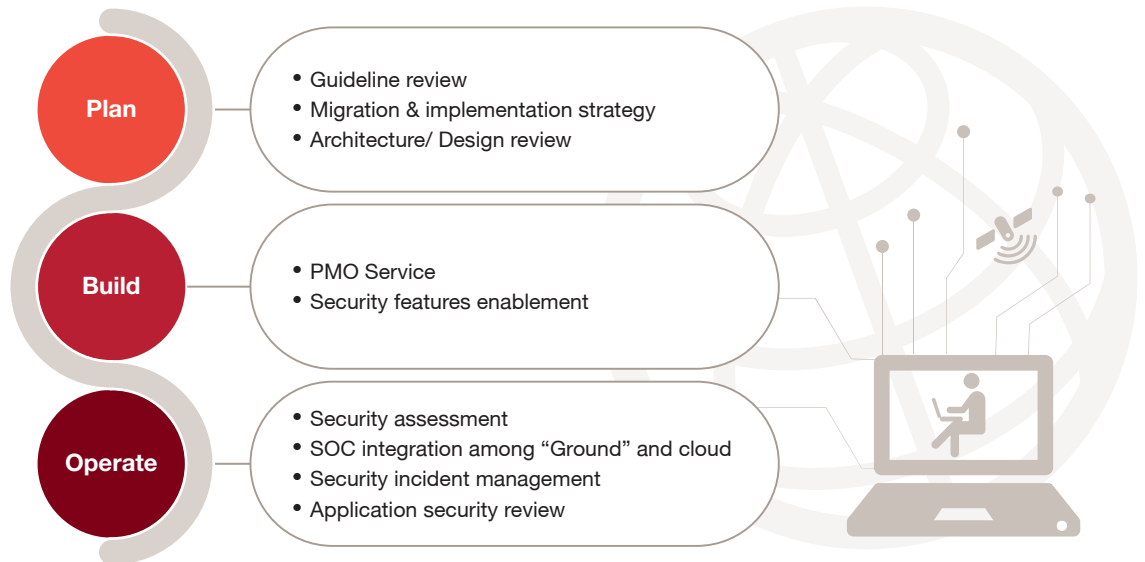 Plan
• Guideline review
• Migration & implementation strategy
• Architecture/ Design review
Build
• PMO Service
• Security features enablement
Operate
• Security assessment
• SOC integration among “Ground” and cloud
• Security incident management
• Application security review